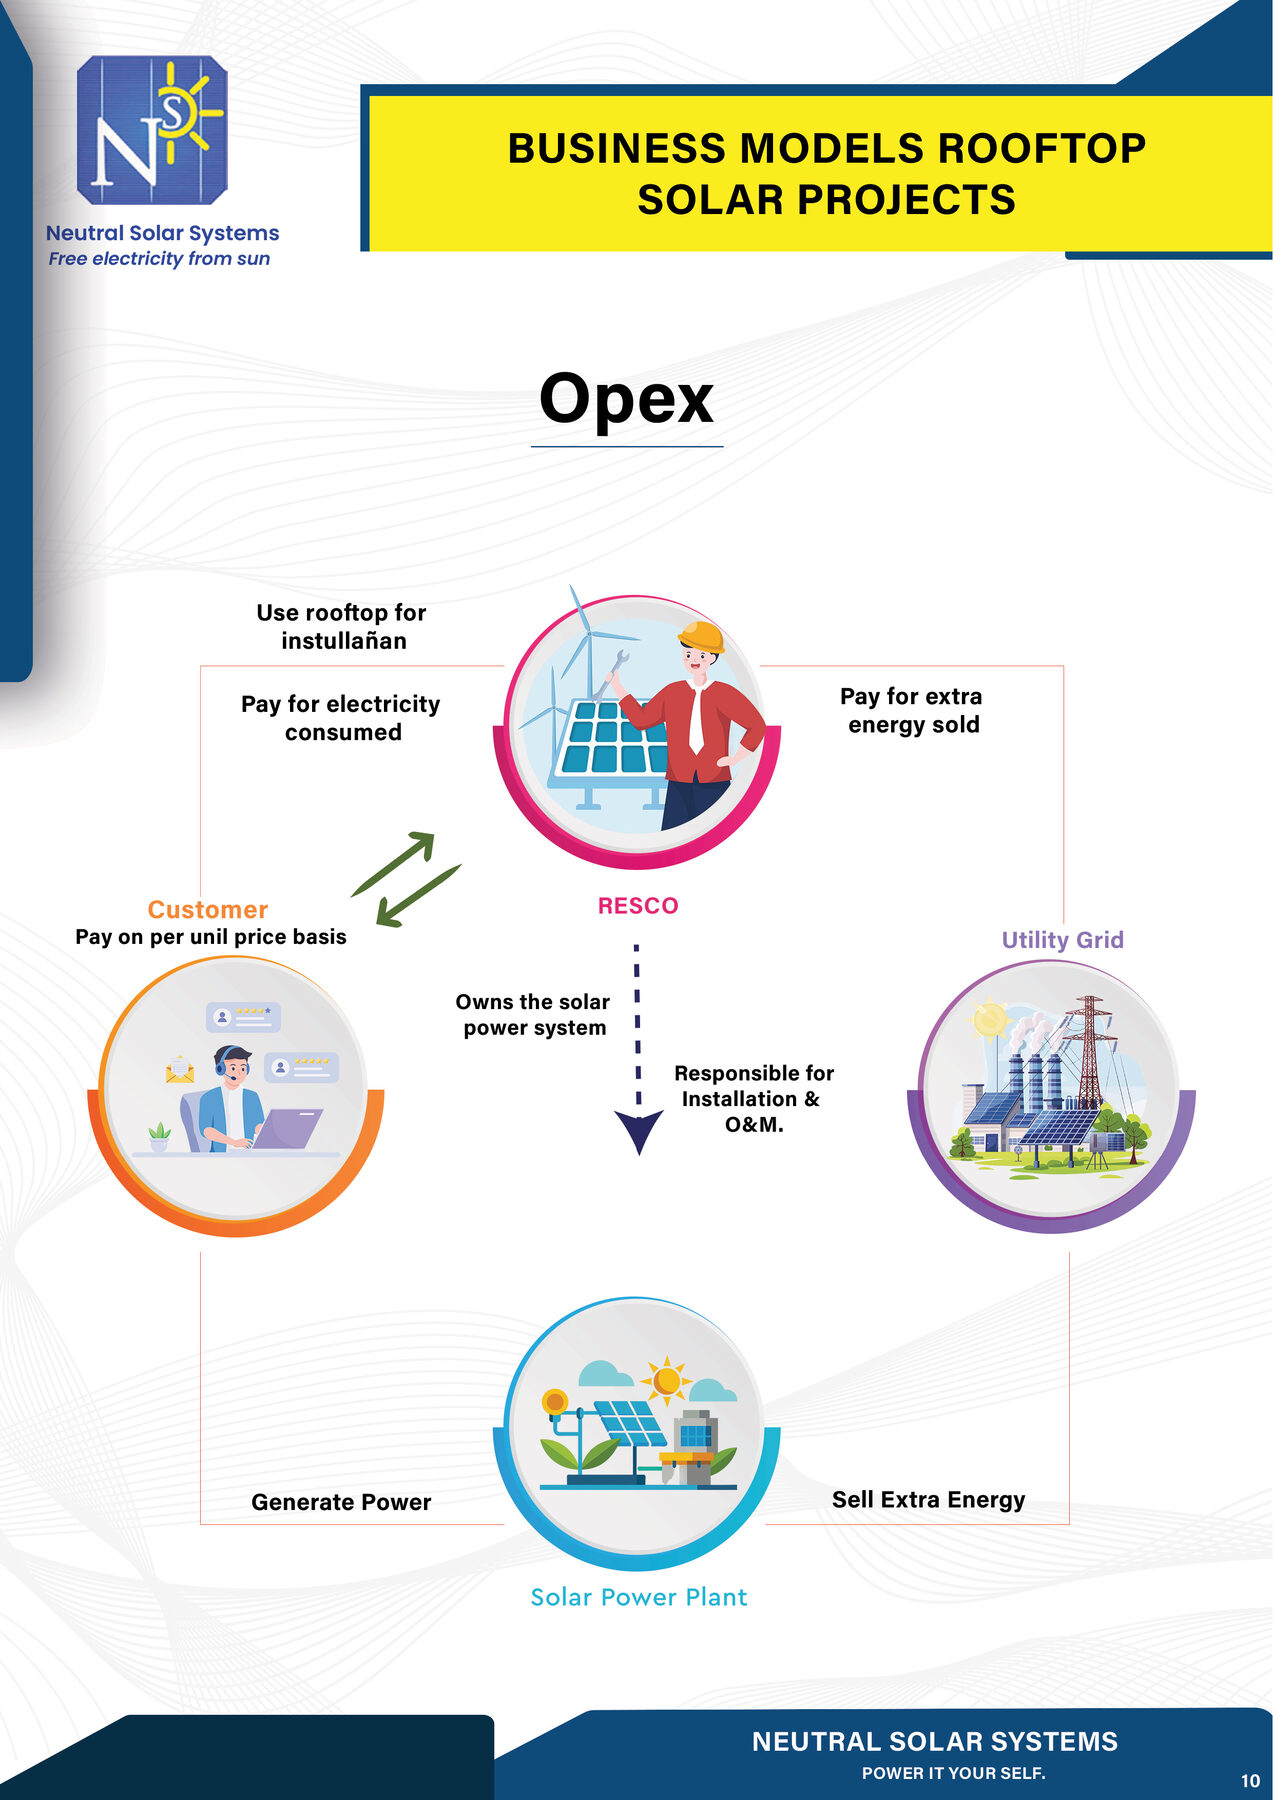 NS
Neutral Solar Systems
Free electricity from sun
BUSINESS MODELS ROOFTOP
SOLAR PROJECTS
Opex
Use rooftop for
instullañan
Pay for electricity
consumed
Pay for extra
energy sold
Customer
Pay on per unil price basis
RESCO
Utility Grid
Owns the solar
power system
Responsible for
Installation &
O&M.
Generate Power
Sell Extra Energy
Solar Power Plant
NEUTRAL SOLAR SYSTEMS
POWER IT YOUR SELF.
10